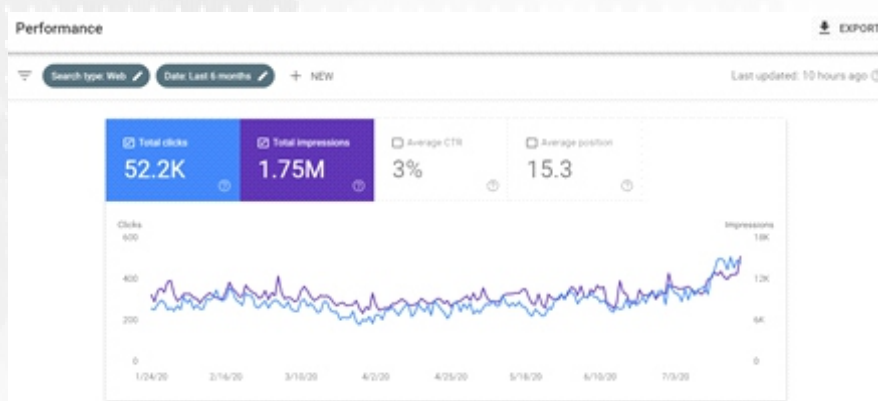 Performance
EXPORT
Search type: Web
Date: Last 6 months
+ NEW
Last updated: 10 hours ago
Total clicks
52.2K
Total impressions
1.75M
Average CTR
3%
Average position
15.3
Clicks
Impressions
600
18K
400
12K
200
6K
0
0
1/24/20 2/16/20 3/10/20 4/2/20 4/25/20 5/18/20 6/10/20 7/3/20